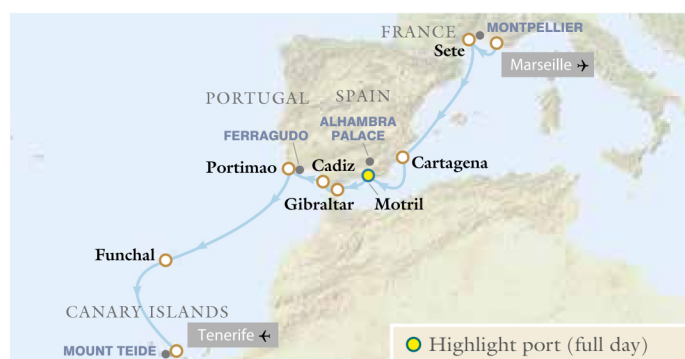 FRANCE
MONTPELLIER
Sete
Marseille
PORTUGAL
SPAIN
ALHAMBRA
PALACE
FERRAGUDO
Portimao
Cadiz
Cartagena
Gibraltar
Motril
Funchal
CANARY ISLANDS
Tenerife
MOUNT TEIDE
Highlight port (full day)